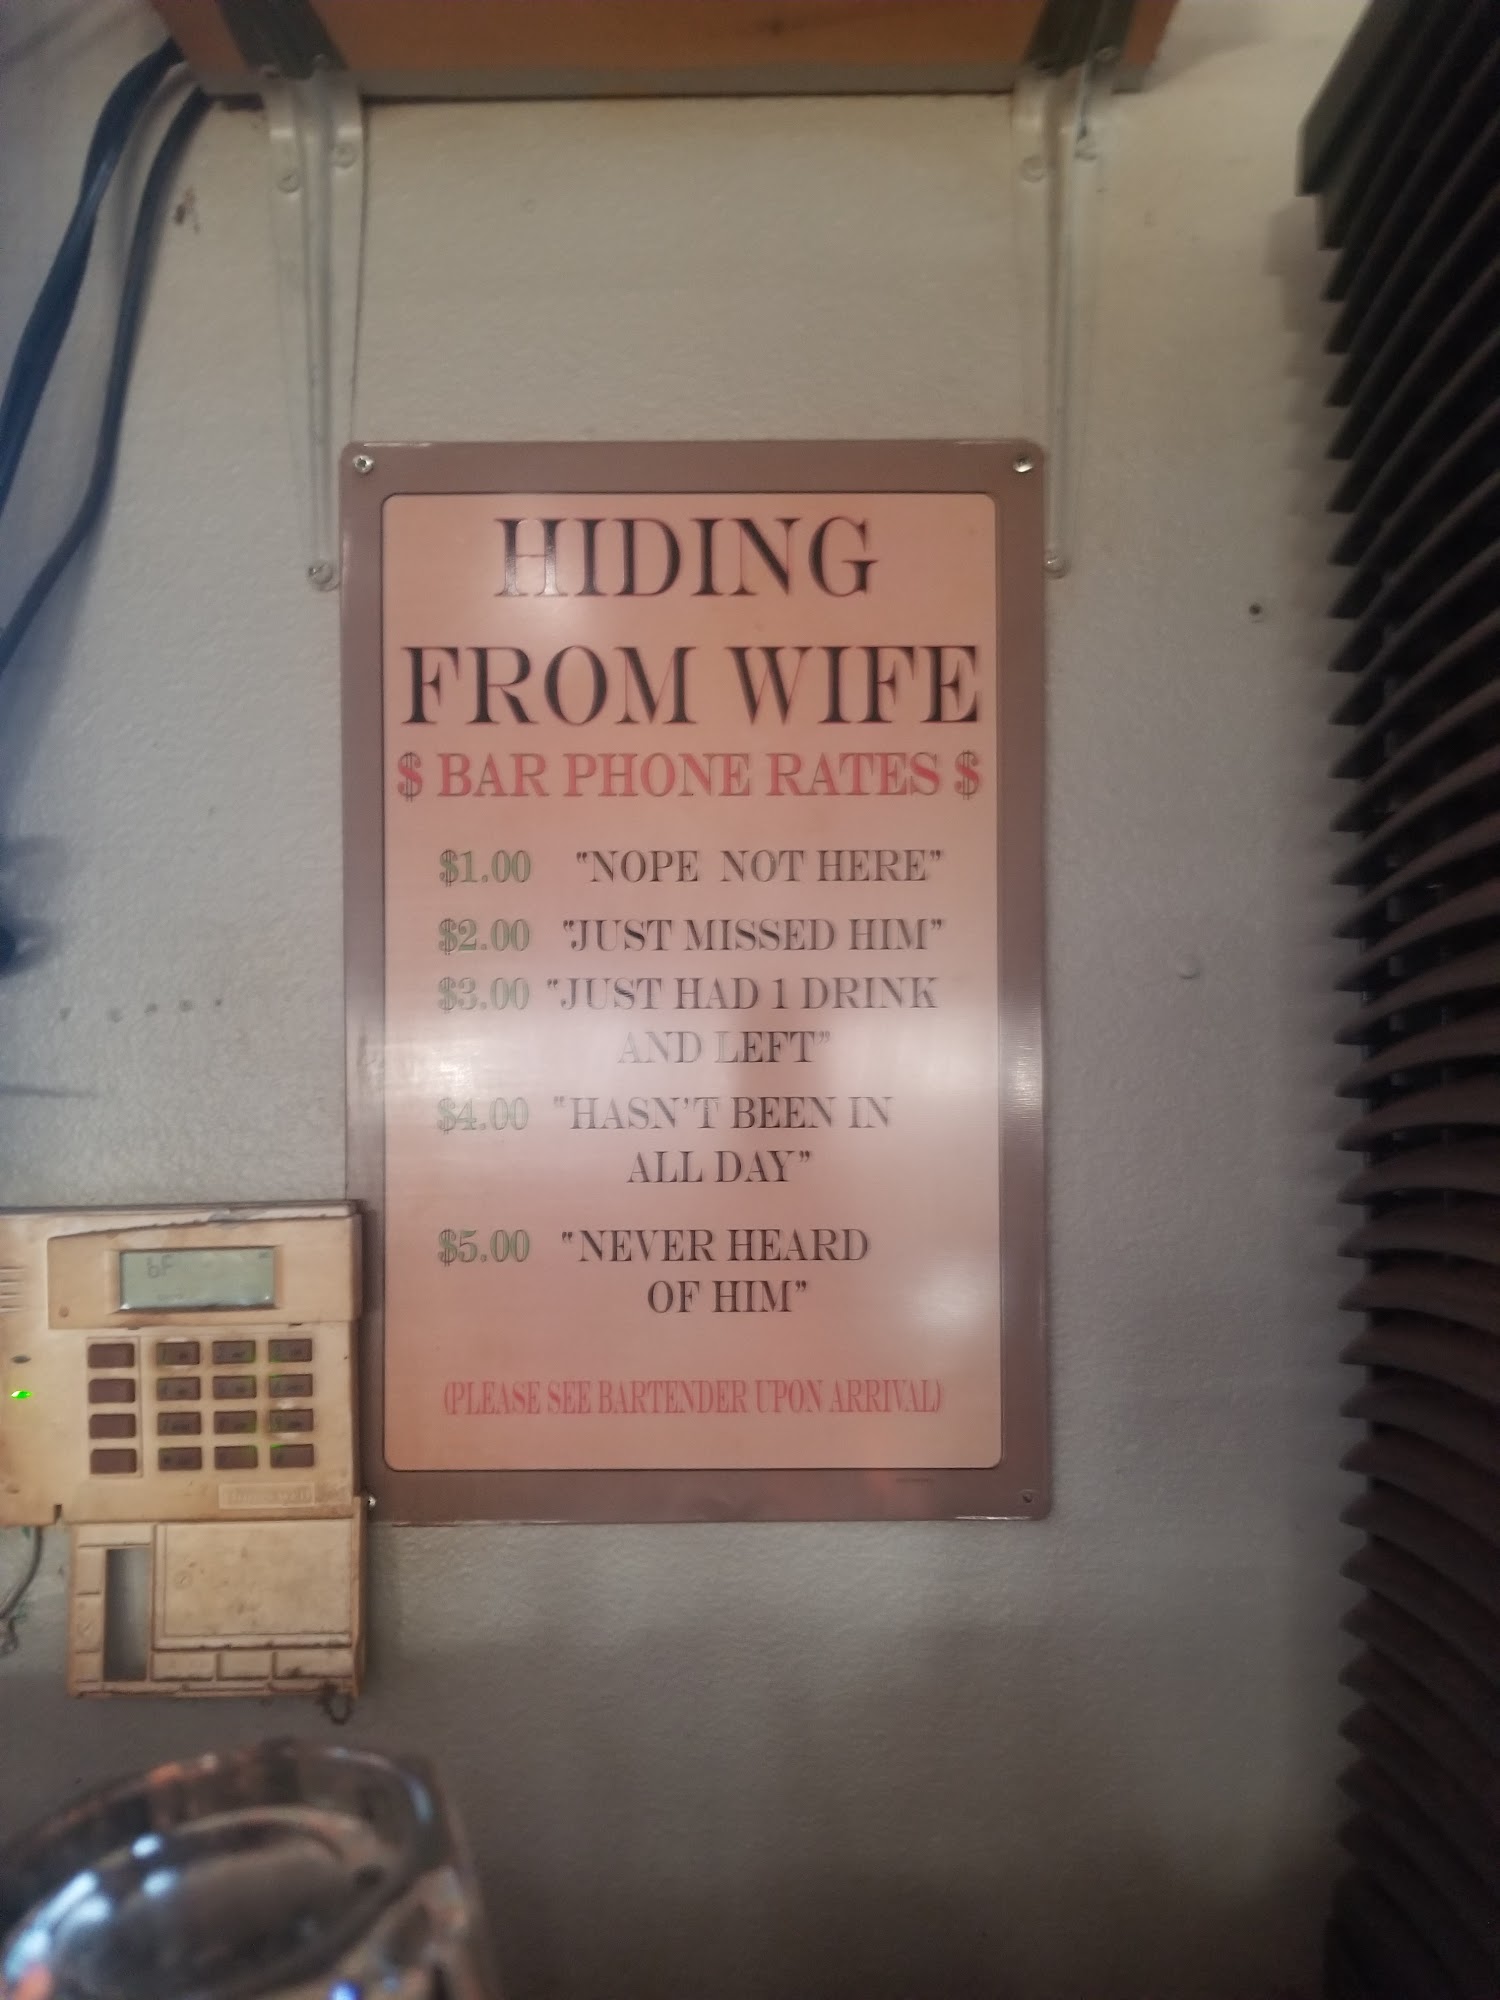 HIDING
FROM WIFE
$ BAR PHONE RATES $
$1.00 "NOPE NOT HERE"
$2.00 "JUST MISSED HIM"
$3.00 "JUST HAD 1 DRINK
AND LEFT"
$4.00 "HASN'T BEEN IN
ALL DAY"
$5.00 "NEVER HEARD
OF HIM"
(PLEASE SEE BARTENDER UPON ARRIVAL)